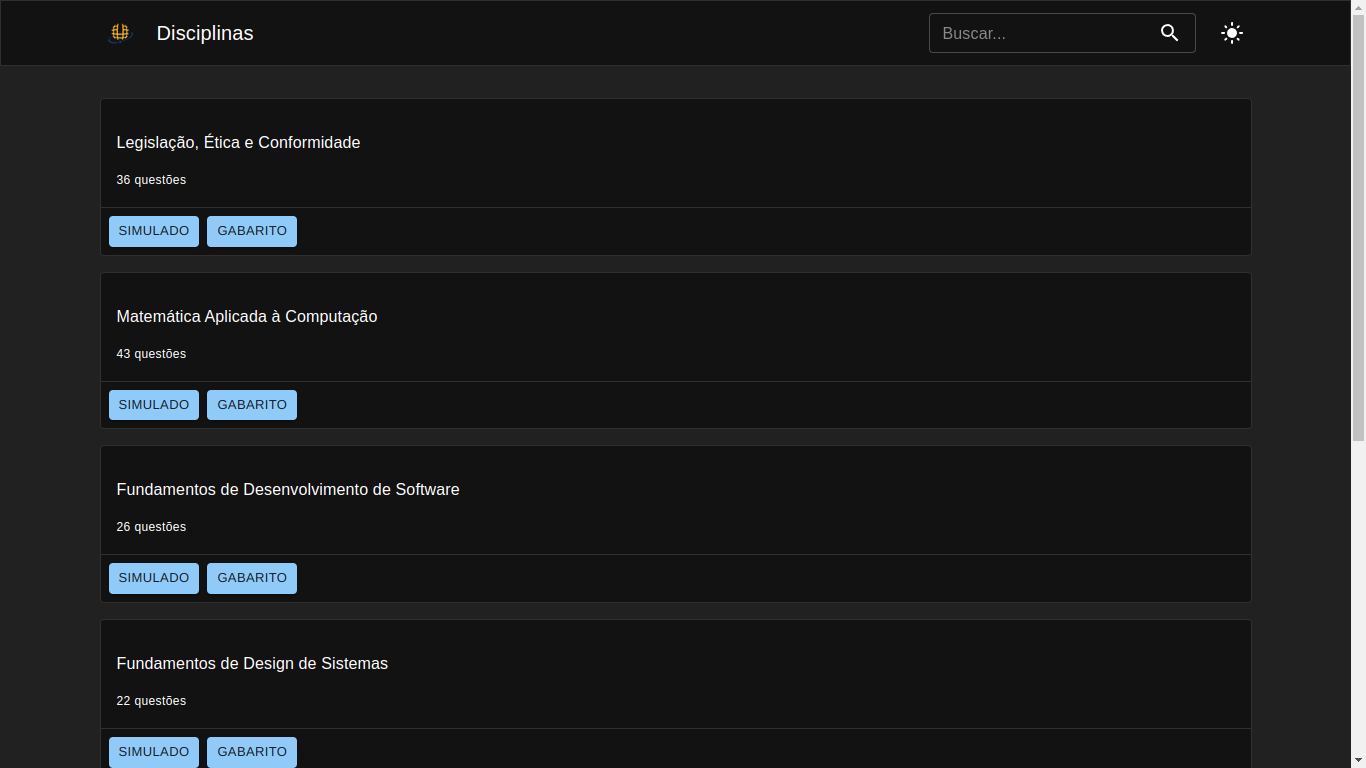 Disciplinas
Buscar...
Legislação, Ética e Conformidade
36 questões
SIMULADO GABARITO
Matemática Aplicada à Computação
43 questões
SIMULADO GABARITO
Fundamentos de Desenvolvimento de Software
26 questões
SIMULADO GABARITO
Fundamentos de Design de Sistemas
22 questões
SIMULADO GABARITO